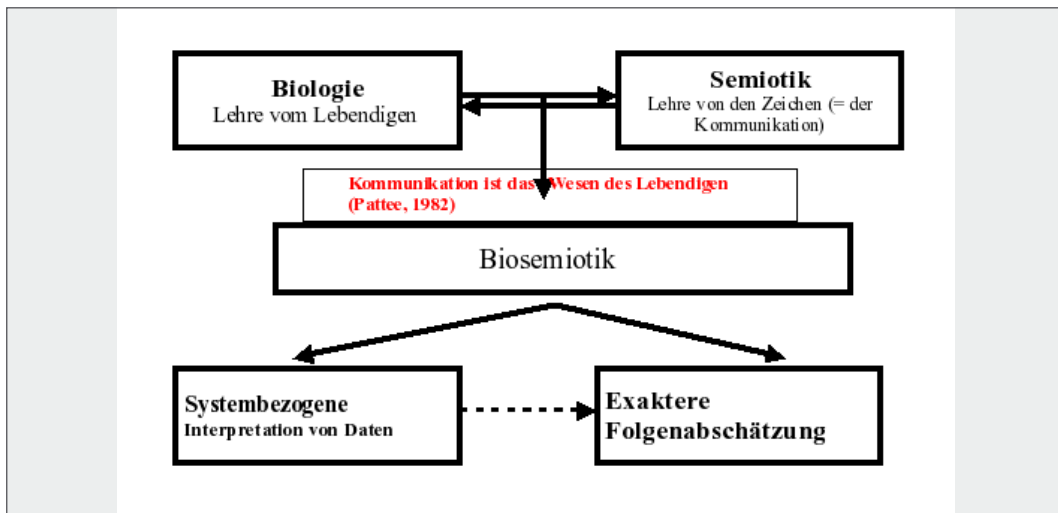 Biologie
Lehre vom Lebendigen
Semiotik
Lehre von den Zeichen (= der
Kommunikation)
Kommunikation ist das Wesen des Lebendigen
(Pattee, 1982)
Biosemiotik
Systembezogene
Interpretation von Daten
Exaktere
Folgenabschätzung